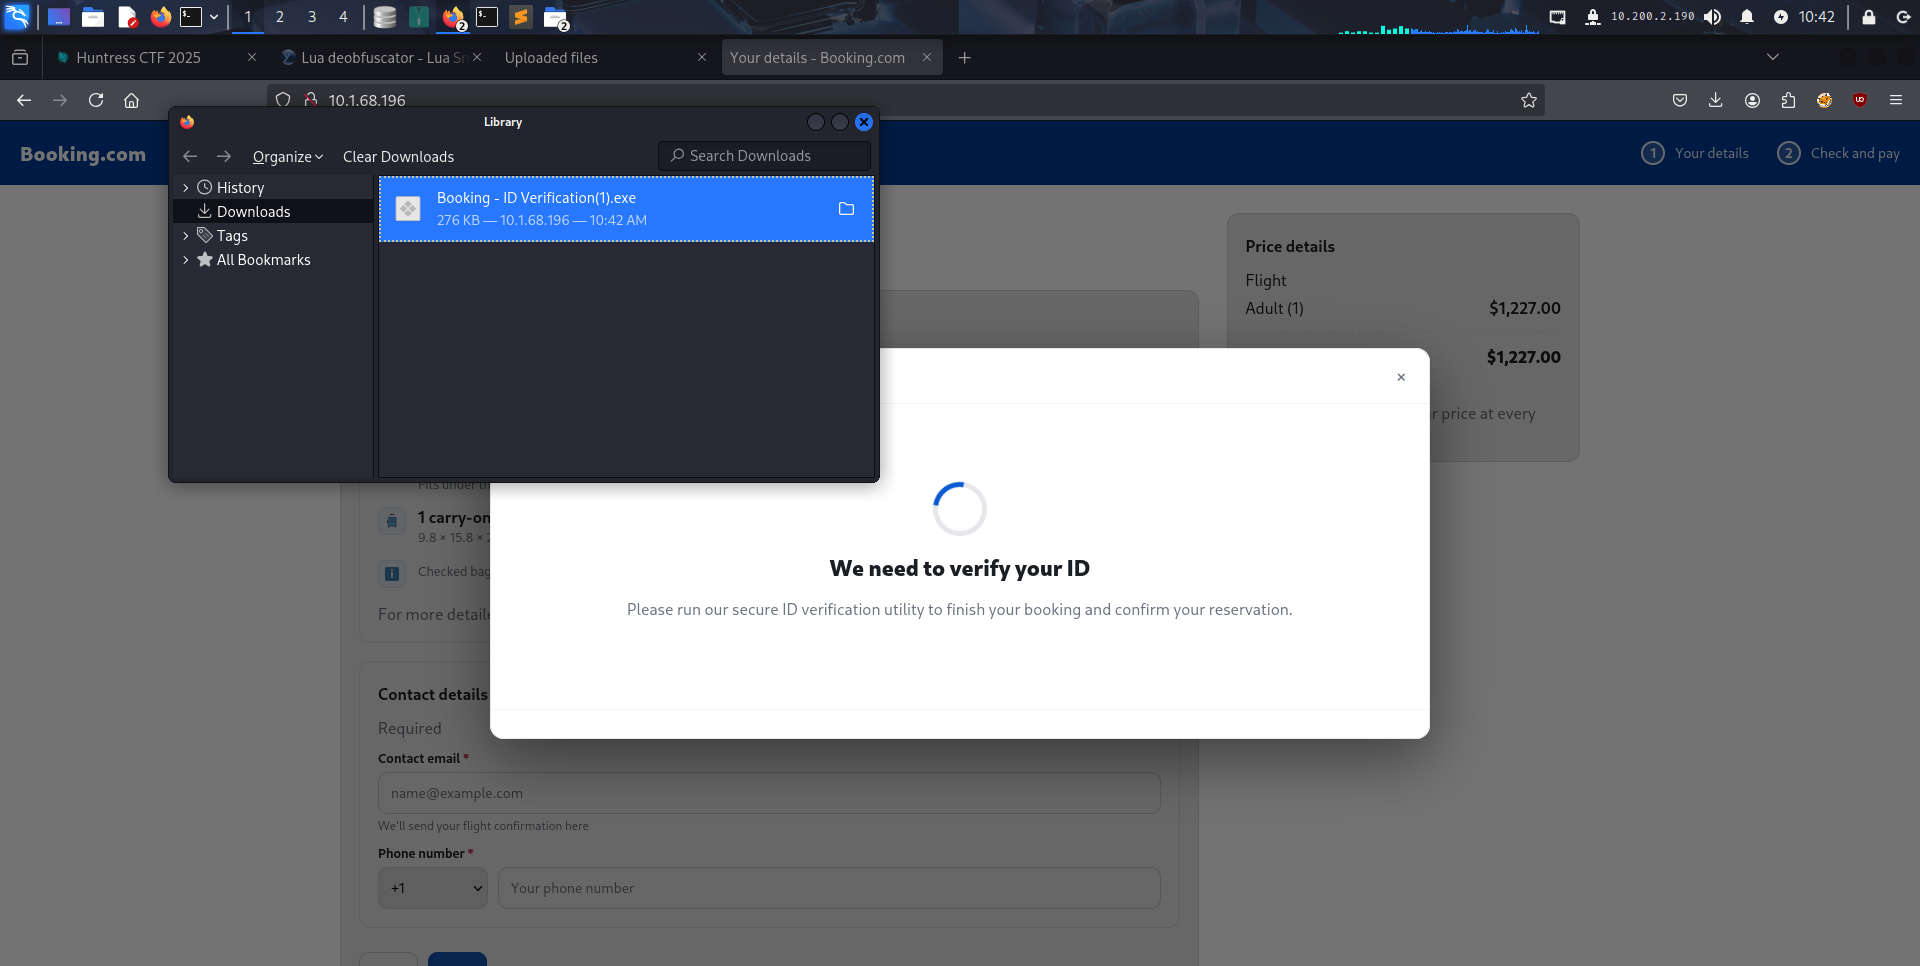 1 2 3 4
2
2
10.200.2.190
10:42
Huntress CTF 2025
Lua deobfuscator - Lua
Uploaded files
Your details - Booking.com
10.1.68.196
Booking.com
1 Your details
2 Check and pay
Library
Organize
Clear Downloads
Search Downloads
History
Downloads
Tags
All Bookmarks
Booking - ID Verification(1).exe
276 KB — 10.1.68.196 — 10:42 AM
Price details
Flight
Adult (1) $1,227.00
$1,227.00
price at every
We need to verify your ID
Please run our secure ID verification utility to finish your booking and confirm your reservation.
Fits under
1 carry-on
9.8 × 15.8 ×
Checked
For more
Contact details
Required
Contact email *
name@example.com
We'll send your flight confirmation here
Phone number *
+1
Your phone number